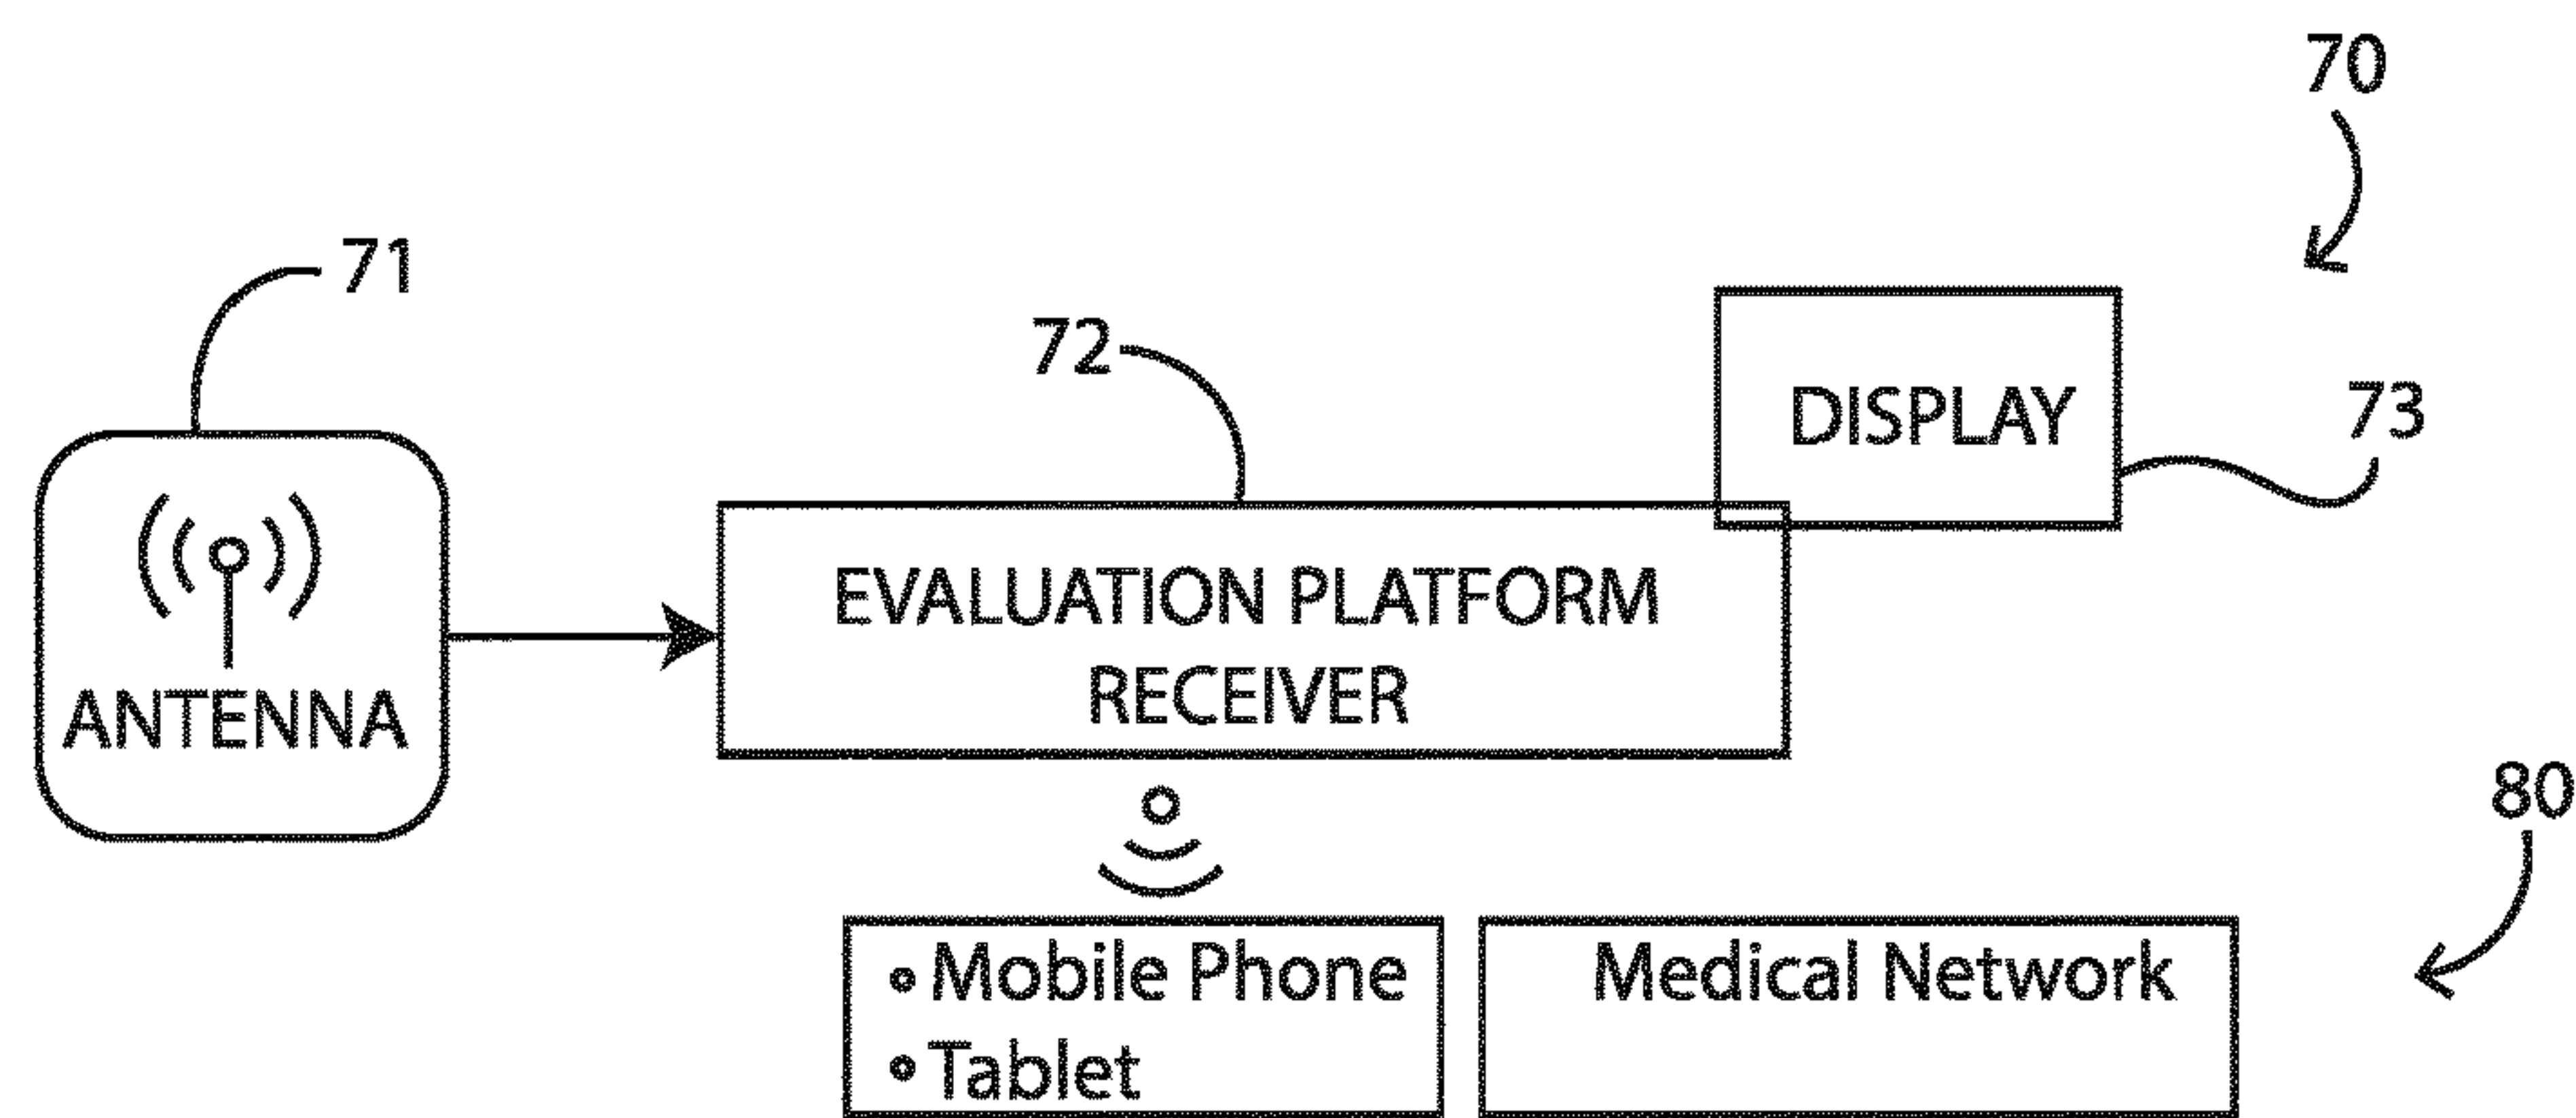 70
71
72
DISPLAY
73
ANTENNA
EVALUATION PLATFORM
RECEIVER
80
Mobile Phone
Tablet
Medical Network